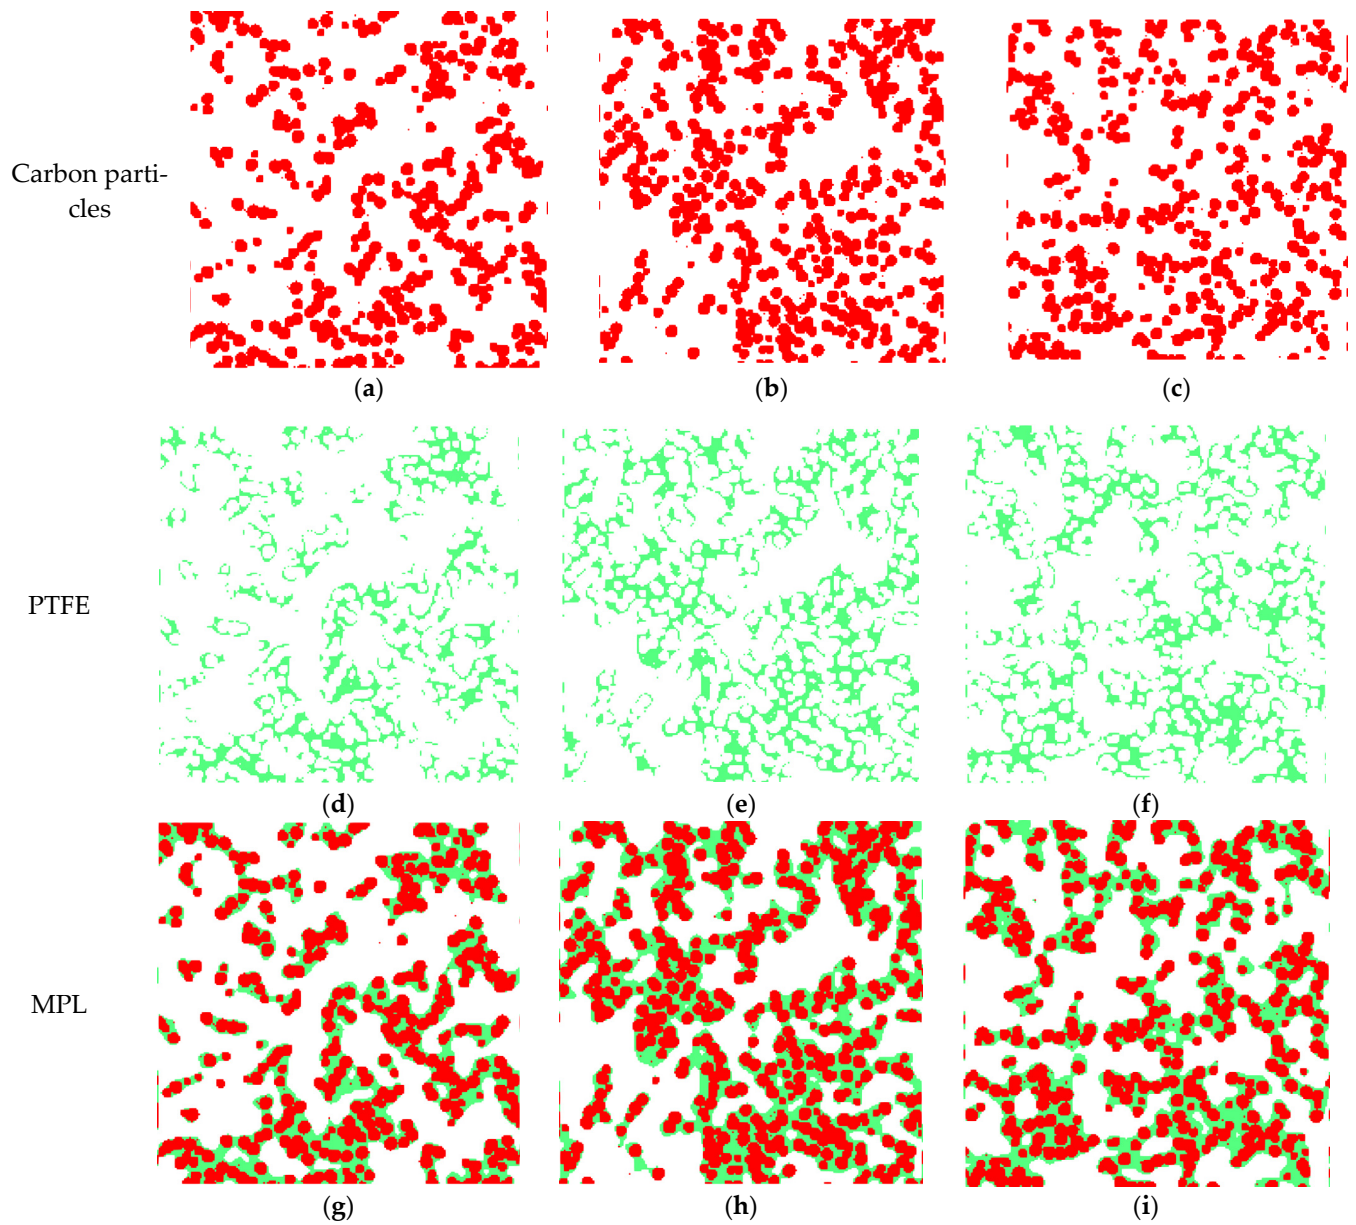 Carbon parti-
cles
(a)
(b)
(c)
PTFE
(d)
(e)
(f)
MPL
(g)
(h)
(i)